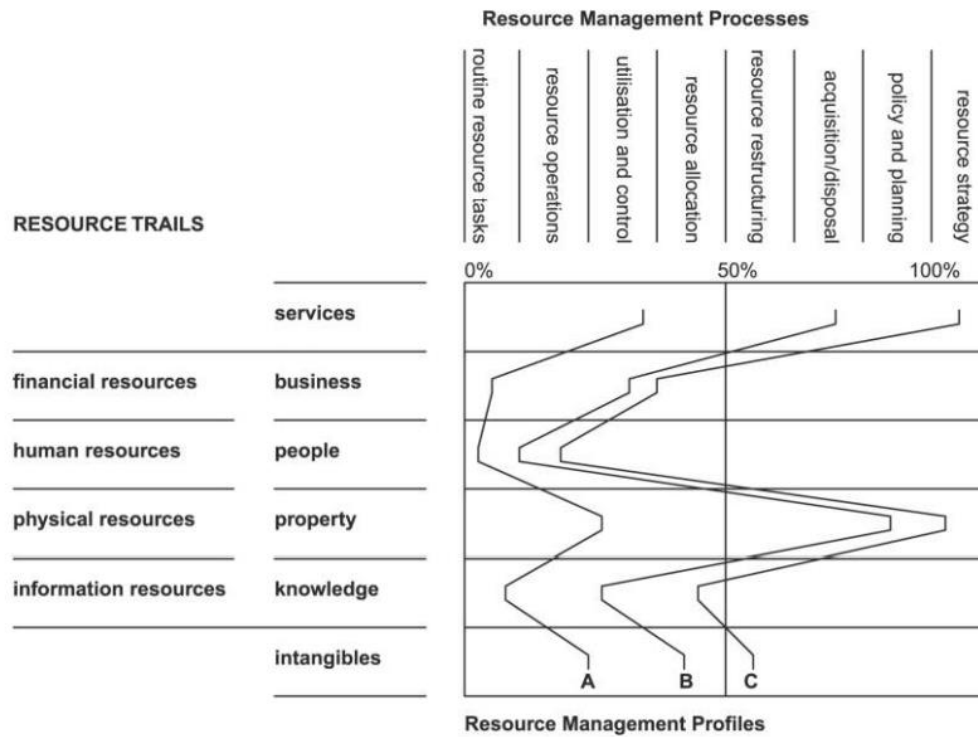 Resource Management Processes
routine resource tasks
resource operations
utilisation and control
resource allocation
resource restructuring
acquisition/disposal
policy and planning
resource strategy
RESOURCE TRAILS
0% 50% 100%
services
financial resources business
human resources people
physical resources property
information resources knowledge
intangibles
A B C
Resource Management Profiles